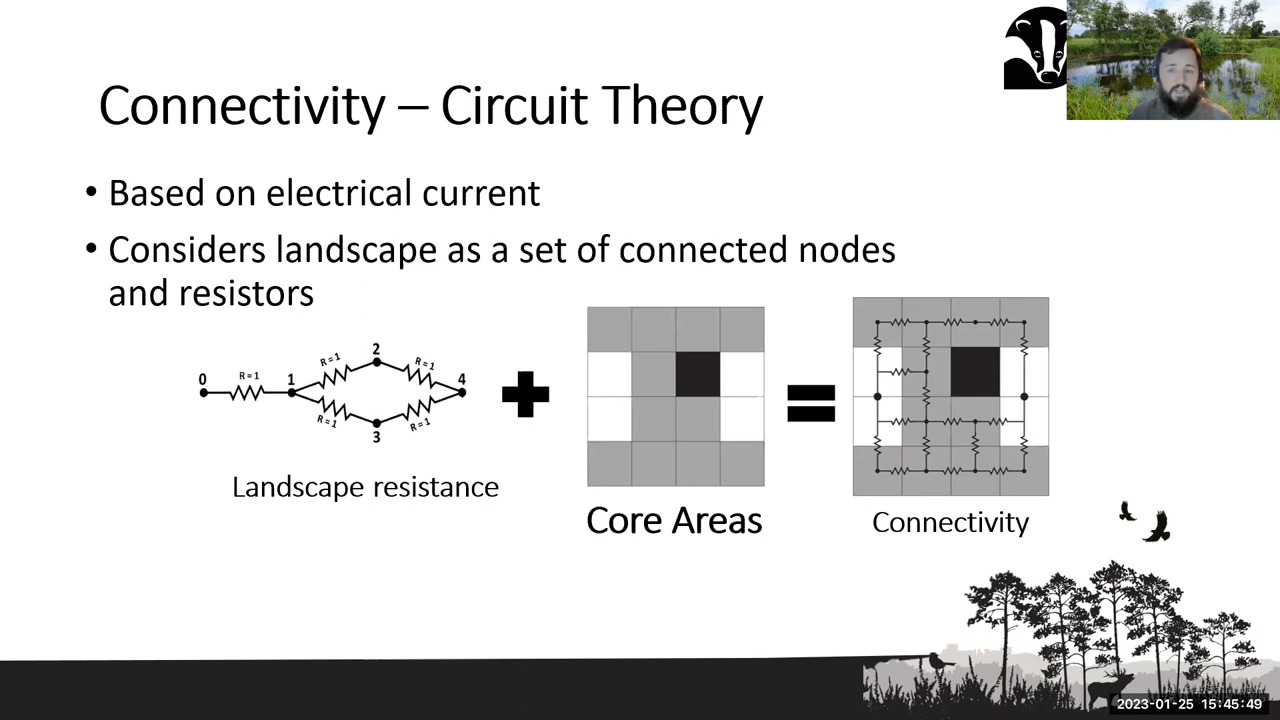 Connectivity – Circuit Theory
• Based on electrical current
• Considers landscape as a set of connected nodes
and resistors
0
R=1
1
R=1
2
R=1
4
R=1
3
R=1
Landscape resistance
Core Areas
Connectivity
2023-01-25 15:45:49